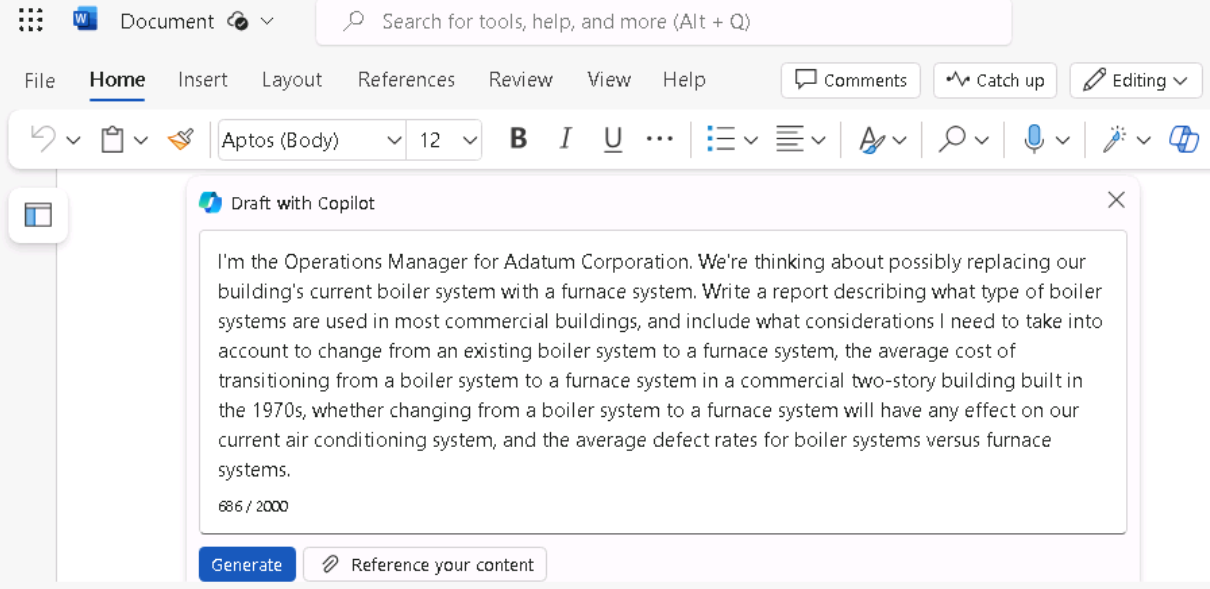 Document
Search for tools, help, and more (Alt + Q)
File Home Insert Layout References Review View Help Comments Catch up Editing
Aptos (Body) 12 B I U
Draft with Copilot
I'm the Operations Manager for Adatum Corporation. We're thinking about possibly replacing our
building's current boiler system with a furnace system. Write a report describing what type of boiler
systems are used in most commercial buildings, and include what considerations I need to take into
account to change from an existing boiler system to a furnace system, the average cost of
transitioning from a boiler system to a furnace system in a commercial two-story building built in
the 1970s, whether changing from a boiler system to a furnace system will have any effect on our
current air conditioning system, and the average defect rates for boiler systems versus furnace
systems.
686 / 2000
Generate Reference your content